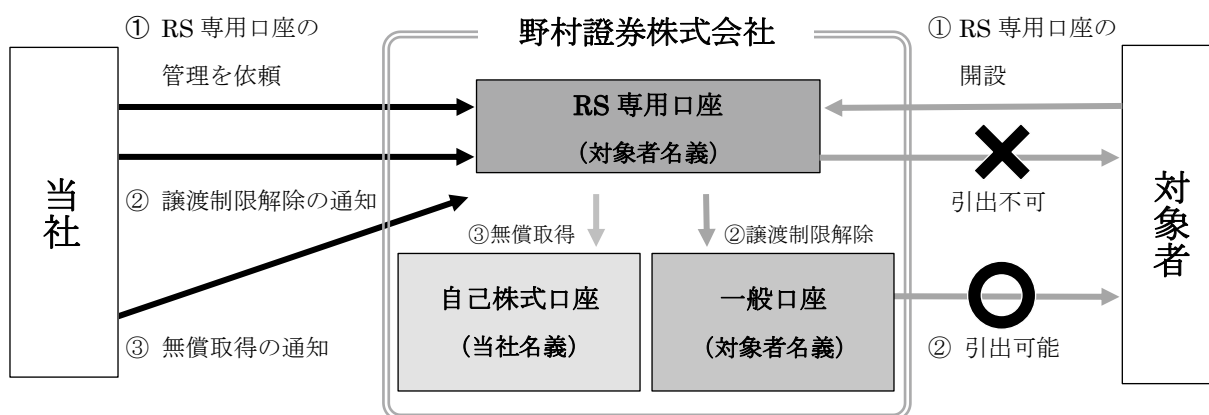 ① RS 専用口座の
管理を依頼
野村證券株式会社
① RS 専用口座の
開設
当社
RS 専用口座
(対象者名義)
引出不可
対象者
② 譲渡制限解除の通知
③無償取得
②譲渡制限解除
自己株式口座
(当社名義)
一般口座
(対象者名義)
③ 無償取得の通知
② 引出可能